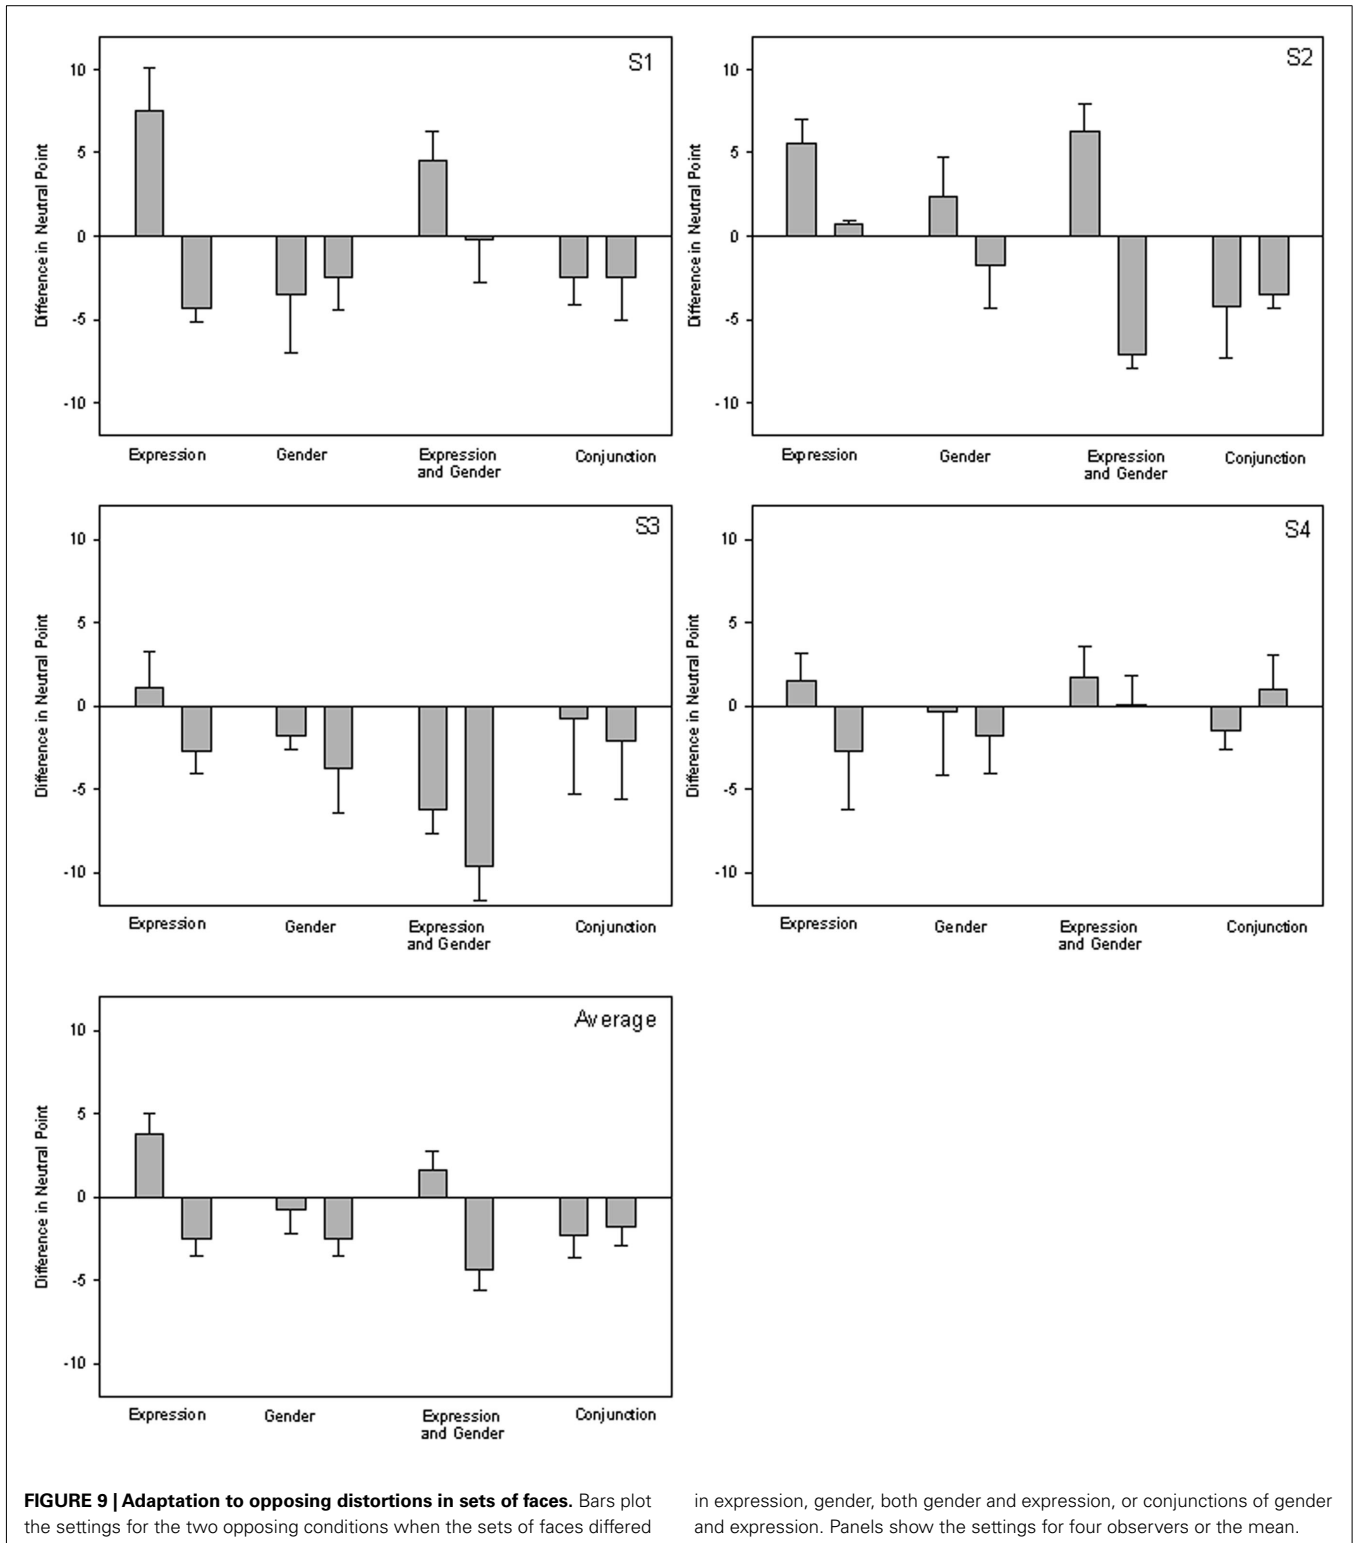 S1
Difference in Neutral Point
10
5
0
-5
-10
Expression
Gender
Expression
and Gender
Conjunction
S2
Difference in Neutral Point
10
5
0
-5
-10
Expression
Gender
Expression
and Gender
Conjunction
S3
Difference in Neutral Point
10
5
0
-5
-10
Expression
Gender
Expression
and Gender
Conjunction
S4
Difference in Neutral Point
10
5
0
-5
-10
Expression
Gender
Expression
and Gender
Conjunction
Average
Difference in Neutral Point
10
5
0
-5
-10
Expression
Gender
Expression
and Gender
Conjunction
FIGURE 9 | Adaptation to opposing distortions in sets of faces. Bars plot
the settings for the two opposing conditions when the sets of faces differed
in expression, gender, both gender and expression, or conjunctions of gender
and expression. Panels show the settings for four observers or the mean.